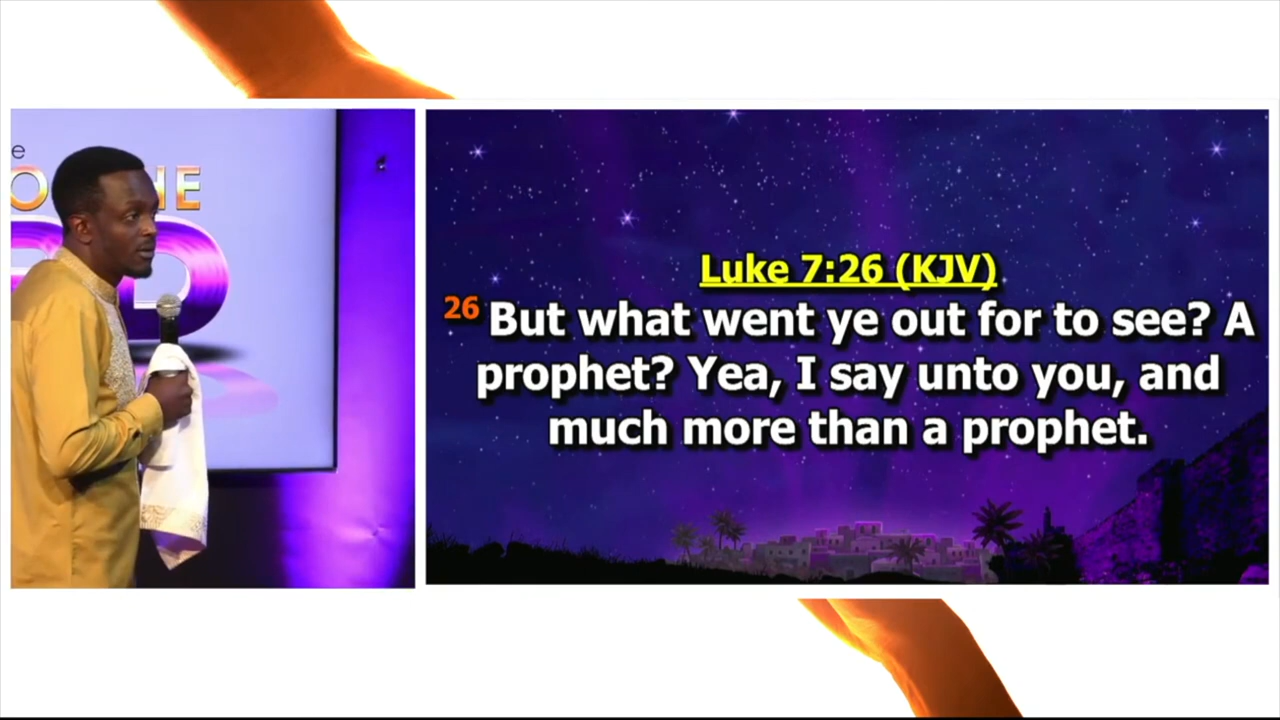 e
Luke 7:26 (KJV)
26 But what went ye out for to see? A
prophet? Yea, I say unto you, and
much more than a prophet.